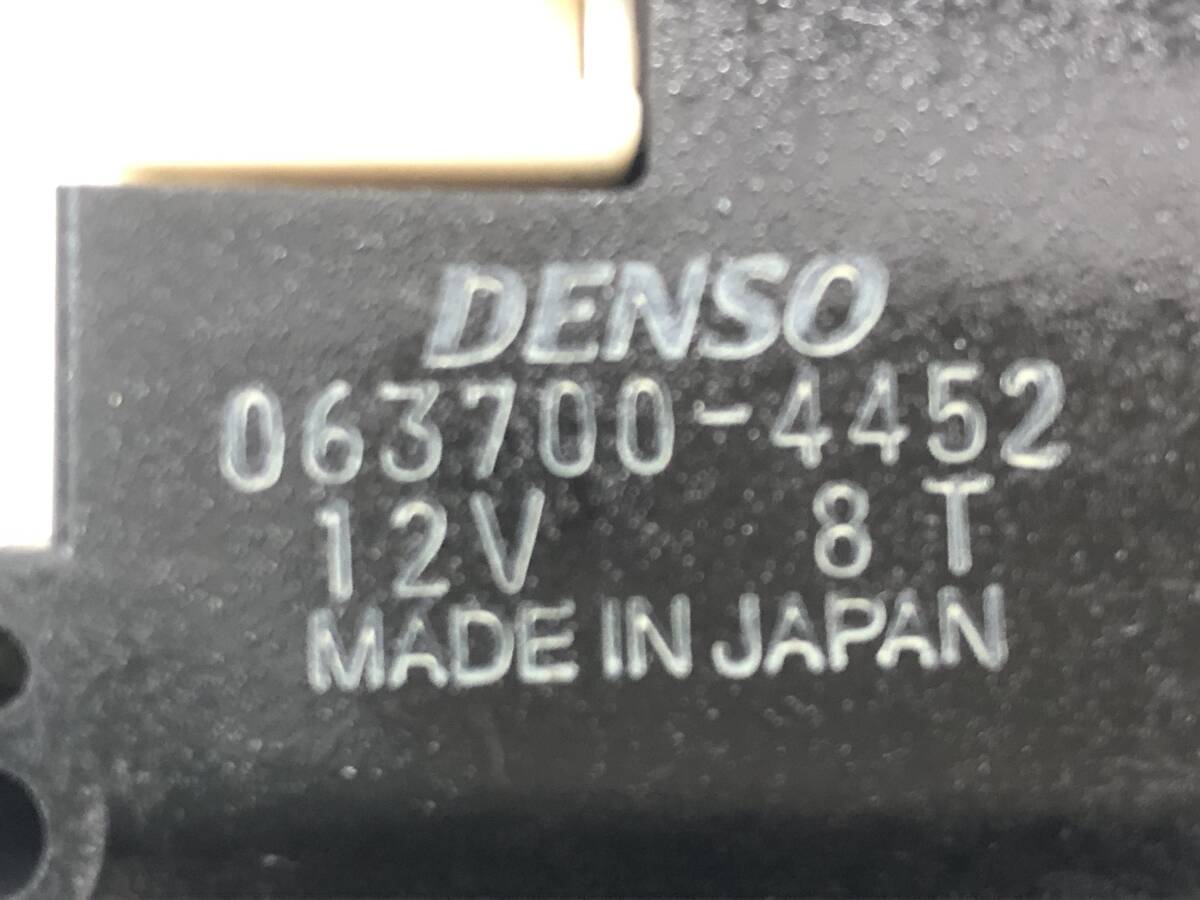 DENSO
063700-4452
12V 8T
MADE IN JAPAN